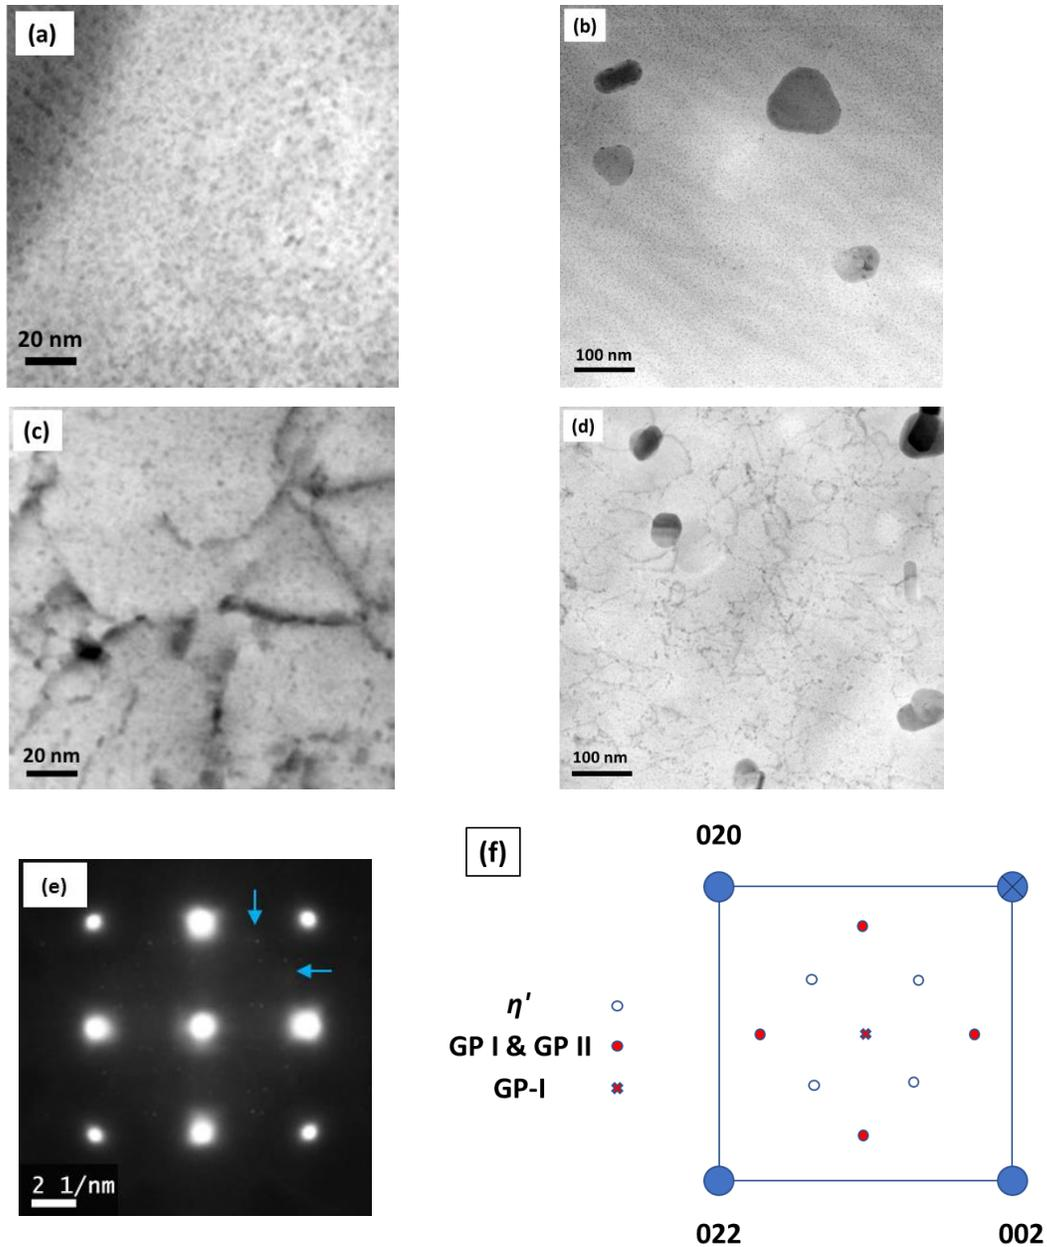 (a)
20 nm
(b)
100 nm
(c)
20 nm
(d)
100 nm
(e)
2 1/nm
(f)
020
η'
GP I & GP II
GP-I
022
002